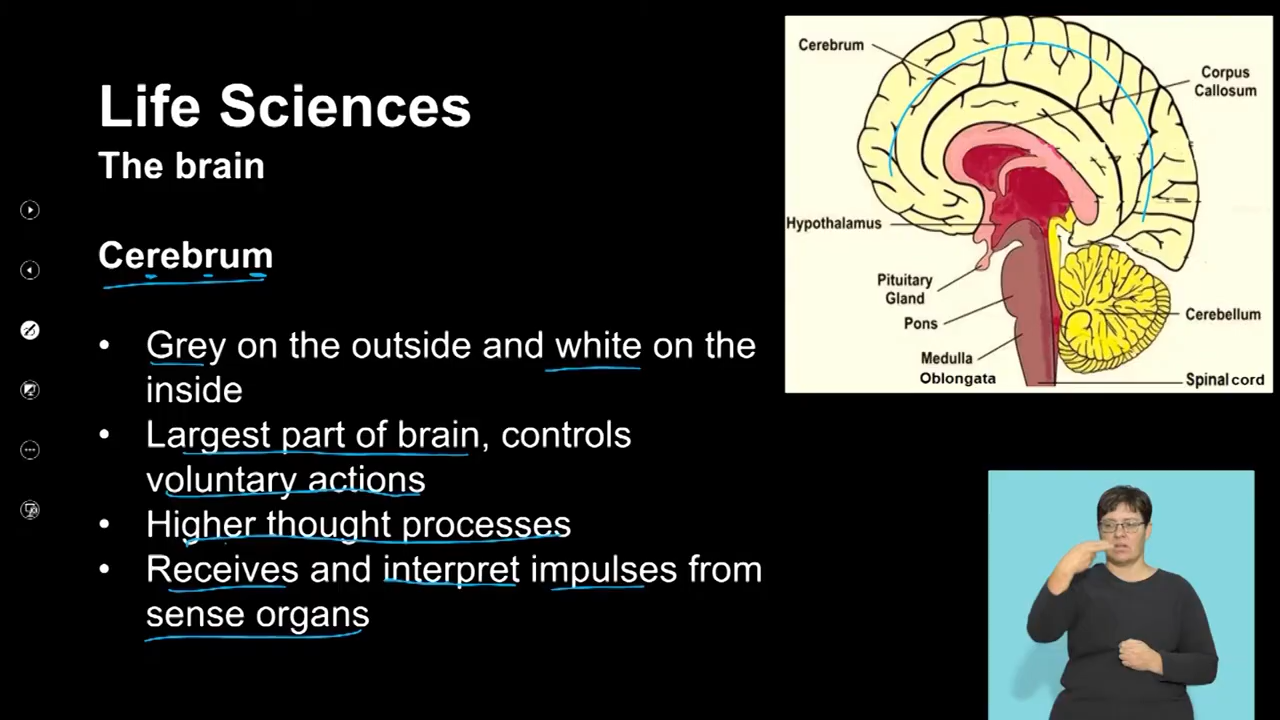 Life Sciences
The brain
Cerebrum
• Grey on the outside and white on the
inside
• Largest part of brain, controls
voluntary actions
• Higher thought processes
• Receives and interpret impulses from
sense organs
Cerebrum
Corpus
Callosum
Hypothalamus
Pituitary
Gland
Pons
Cerebellum
Medulla
Oblongata
Spinal cord